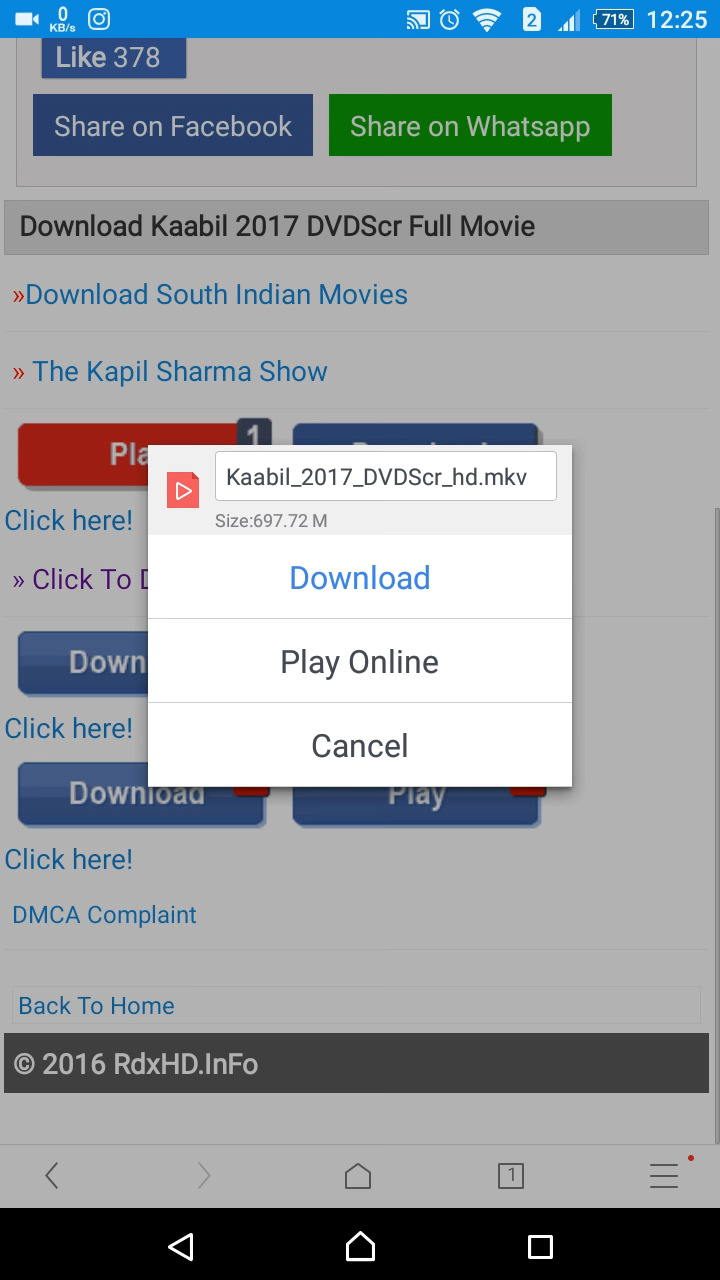 0
KB/s
2
71%
12:25
Like 378
Share on Facebook
Share on Whatsapp
Download Kaabil 2017 DVDScr Full Movie
»Download South Indian Movies
» The Kapil Sharma Show
1
Kaabil_2017_DVDScr_hd.mkv
Size:697.72 M
Click here!
Download
» Click To
Play Online
Click here!
Cancel
Download
Play
Click here!
DMCA Complaint
Back To Home
© 2016 RdxHD.InFo
1